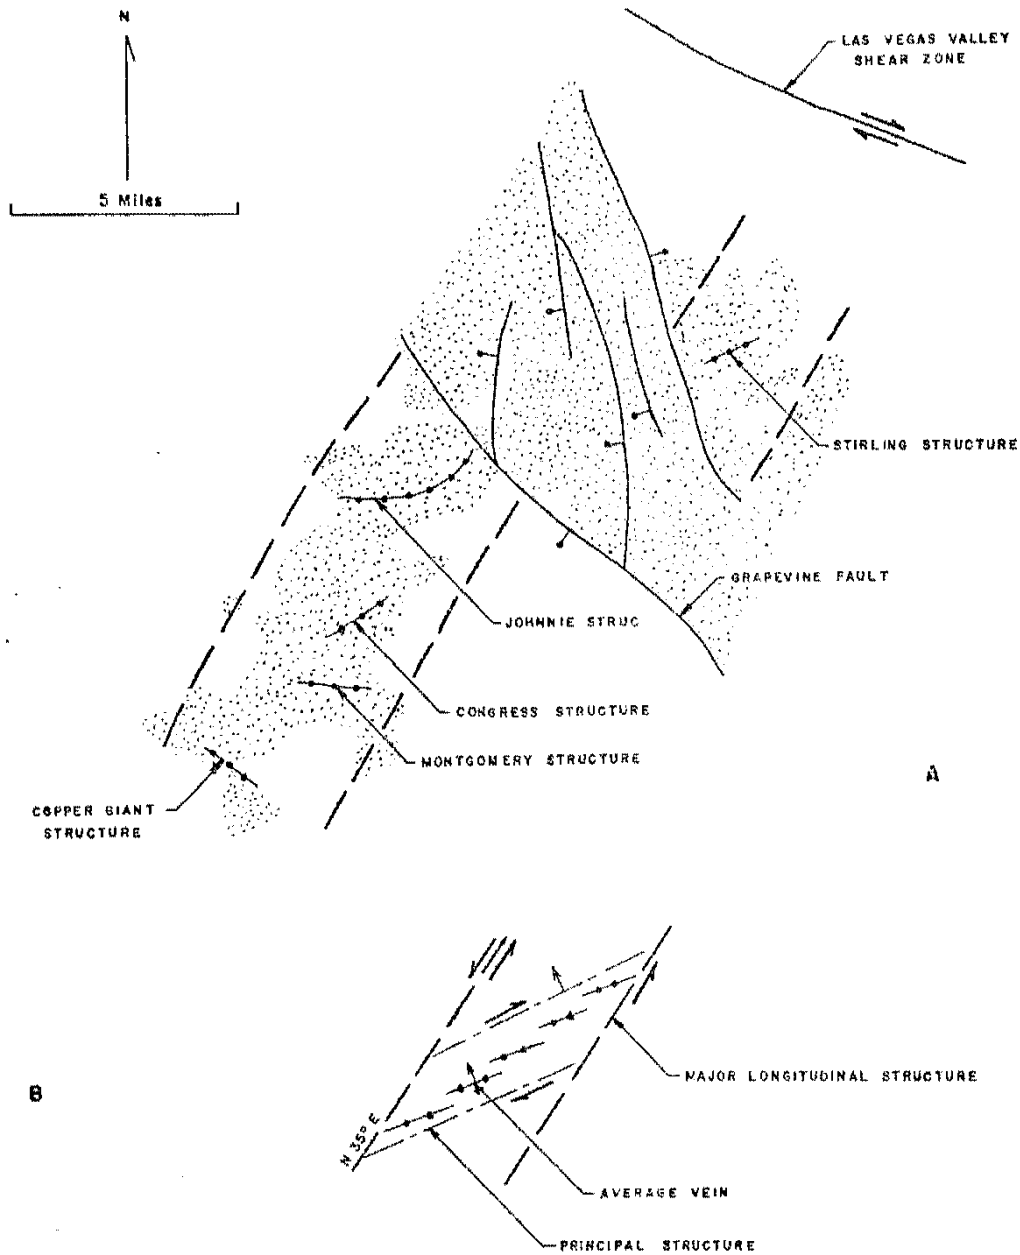 N
5 Miles
LAS VEGAS VALLEY
SHEAR ZONE
STIRLING STRUCTURE
GRAPEVINE FAULT
JOHNNIE STRUC
CONGRESS STRUCTURE
MONTGOMERY STRUCTURE
COPPER GIANT
STRUCTURE
A
B
N 35° E
MAJOR LONGITUDINAL STRUCTURE
AVERAGE VEIN
PRINCIPAL STRUCTURE